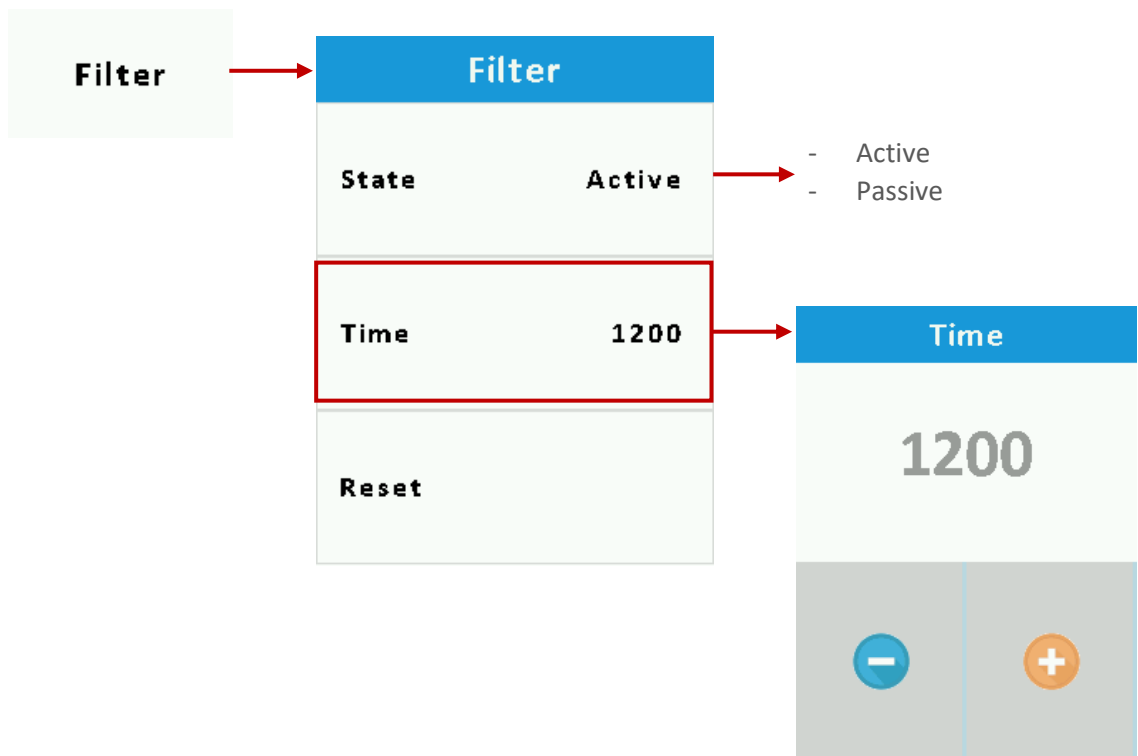 Filter
Filter
State Active
- Active
- Passive
Time 1200
Time
1200
Reset